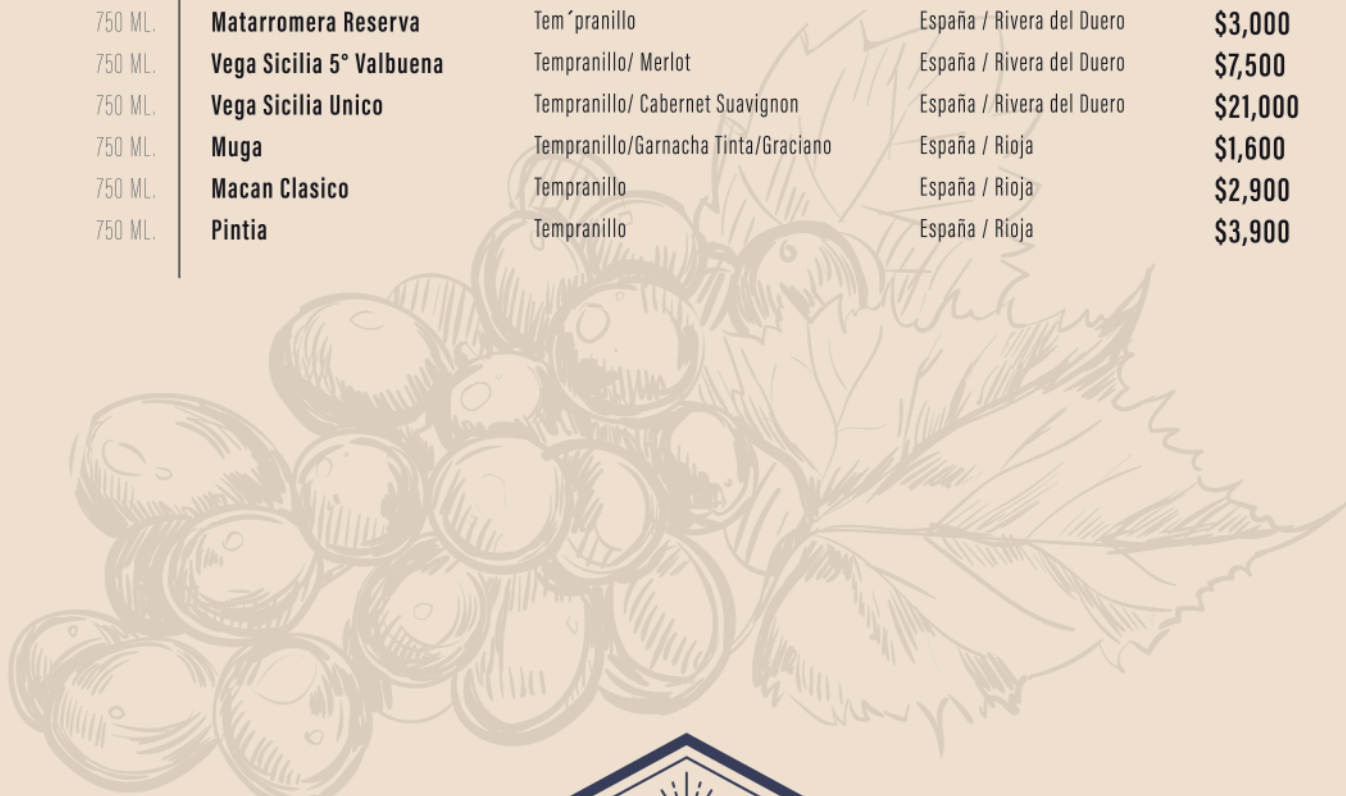 750 ML. Matarromera Reserva Tem´pranillo España / Rivera del Duero $3,000
750 ML. Vega Sicilia 5° Valbuena Tempranillo/ Merlot España / Rivera del Duero $7,500
750 ML. Vega Sicilia Unico Tempranillo/ Cabernet Suavignon España / Rivera del Duero $21,000
750 ML. Muga Tempranillo/Garnacha Tinta/Graciano España / Rioja $1,600
750 ML. Macan Clasico Tempranillo España / Rioja $2,900
750 ML. Pintia Tempranillo España / Rioja $3,900